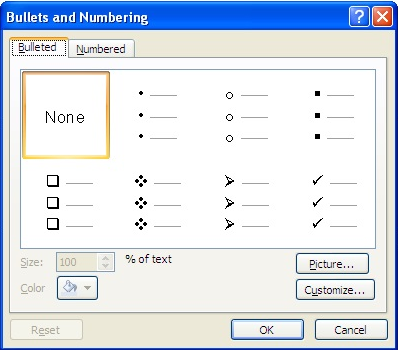 Bullets and Numbering
Bulleted
Numbered
None
Size:
100
% of text
Picture...
Color
Customize...
Reset
OK
Cancel